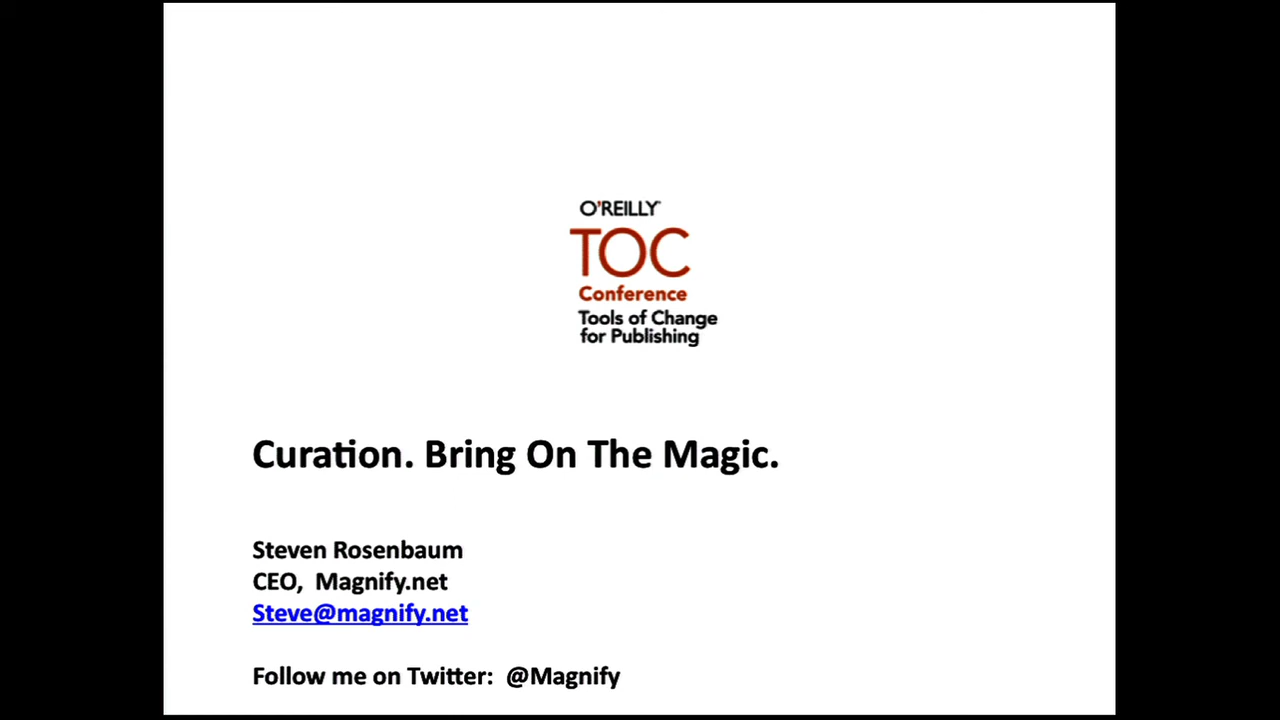 O'REILLY
TOC
Conference
Tools of Change
for Publishing
Curation. Bring On The Magic.
Steven Rosenbaum
CEO, Magnify.net
Steve@magnify.net
Follow me on Twitter: @Magnify